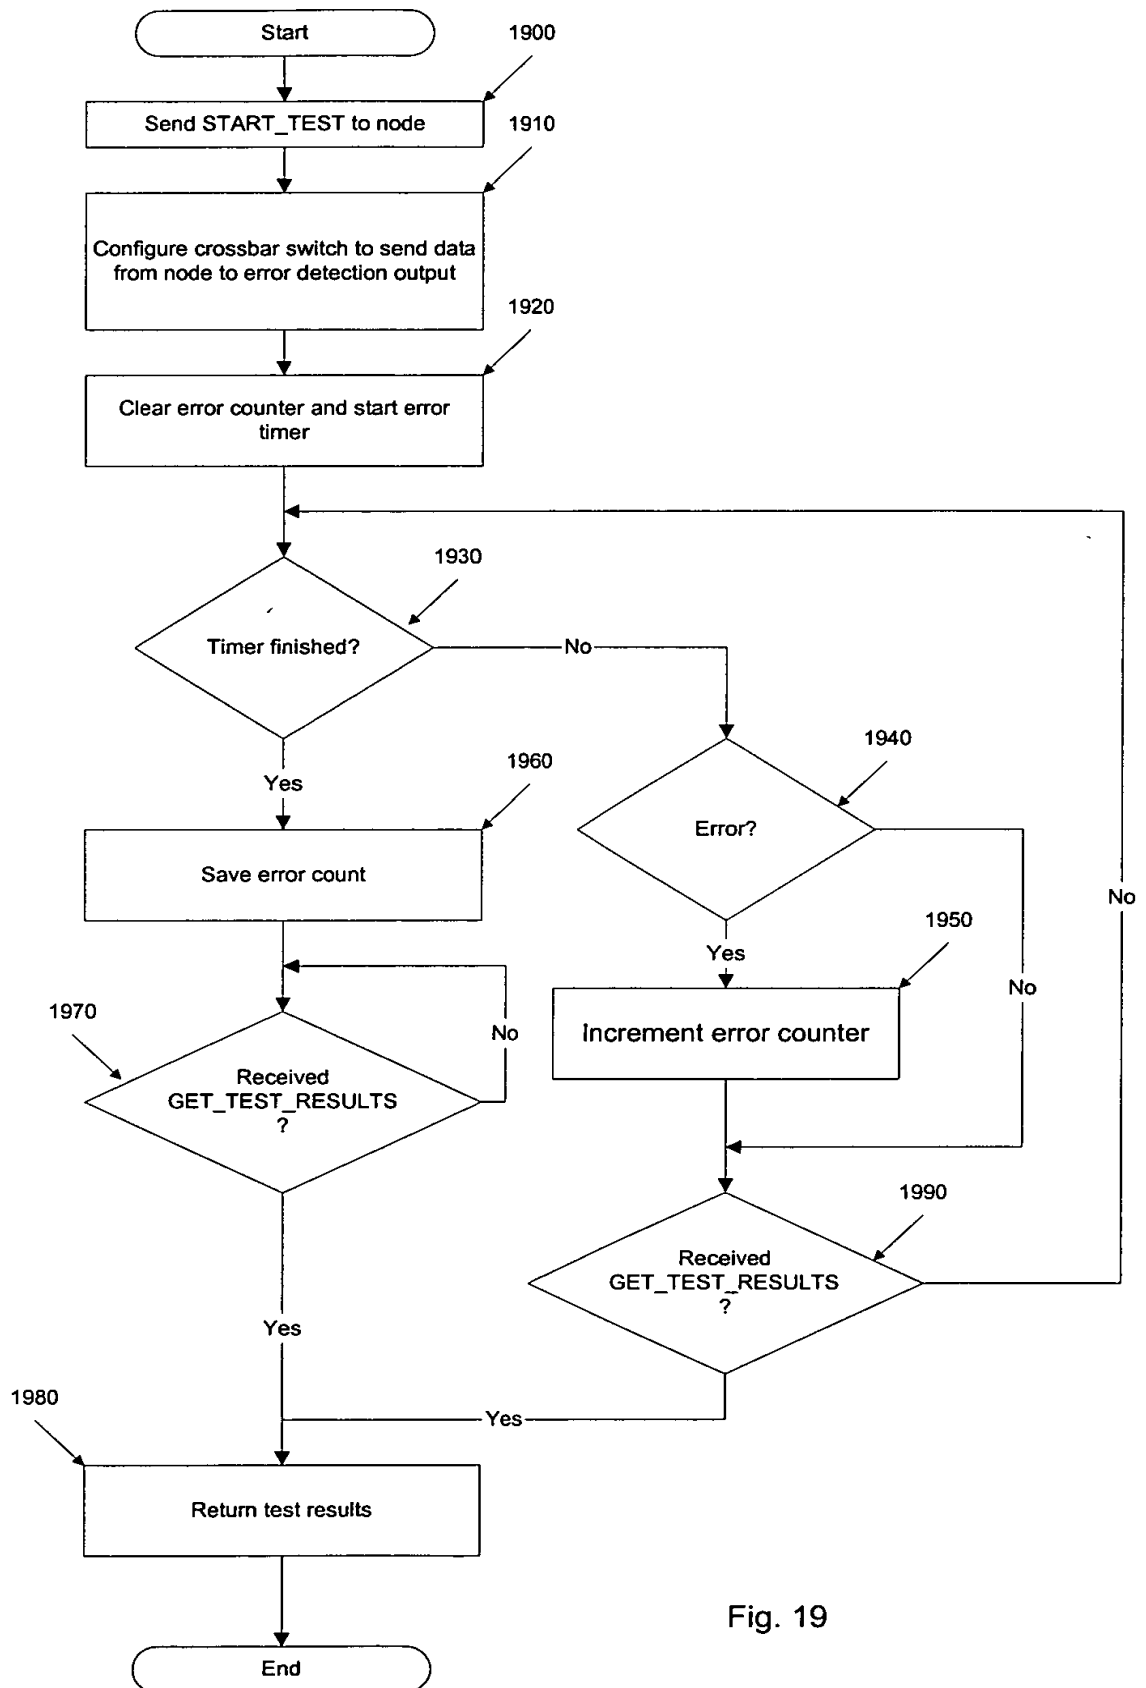 Start
1900
Send START_TEST to node
1910
Configure crossbar switch to send data
from node to error detection output
1920
Clear error counter and start error
timer
1930
Timer finished?
No
1940
Yes
1960
Error?
Save error count
No
1950
Yes
No
1970
No
Increment error counter
Received
GET_TEST_RESULTS
?
1990
Received
GET_TEST_RESULTS
?
Yes
1980
Yes
Return test results
Fig. 19
End